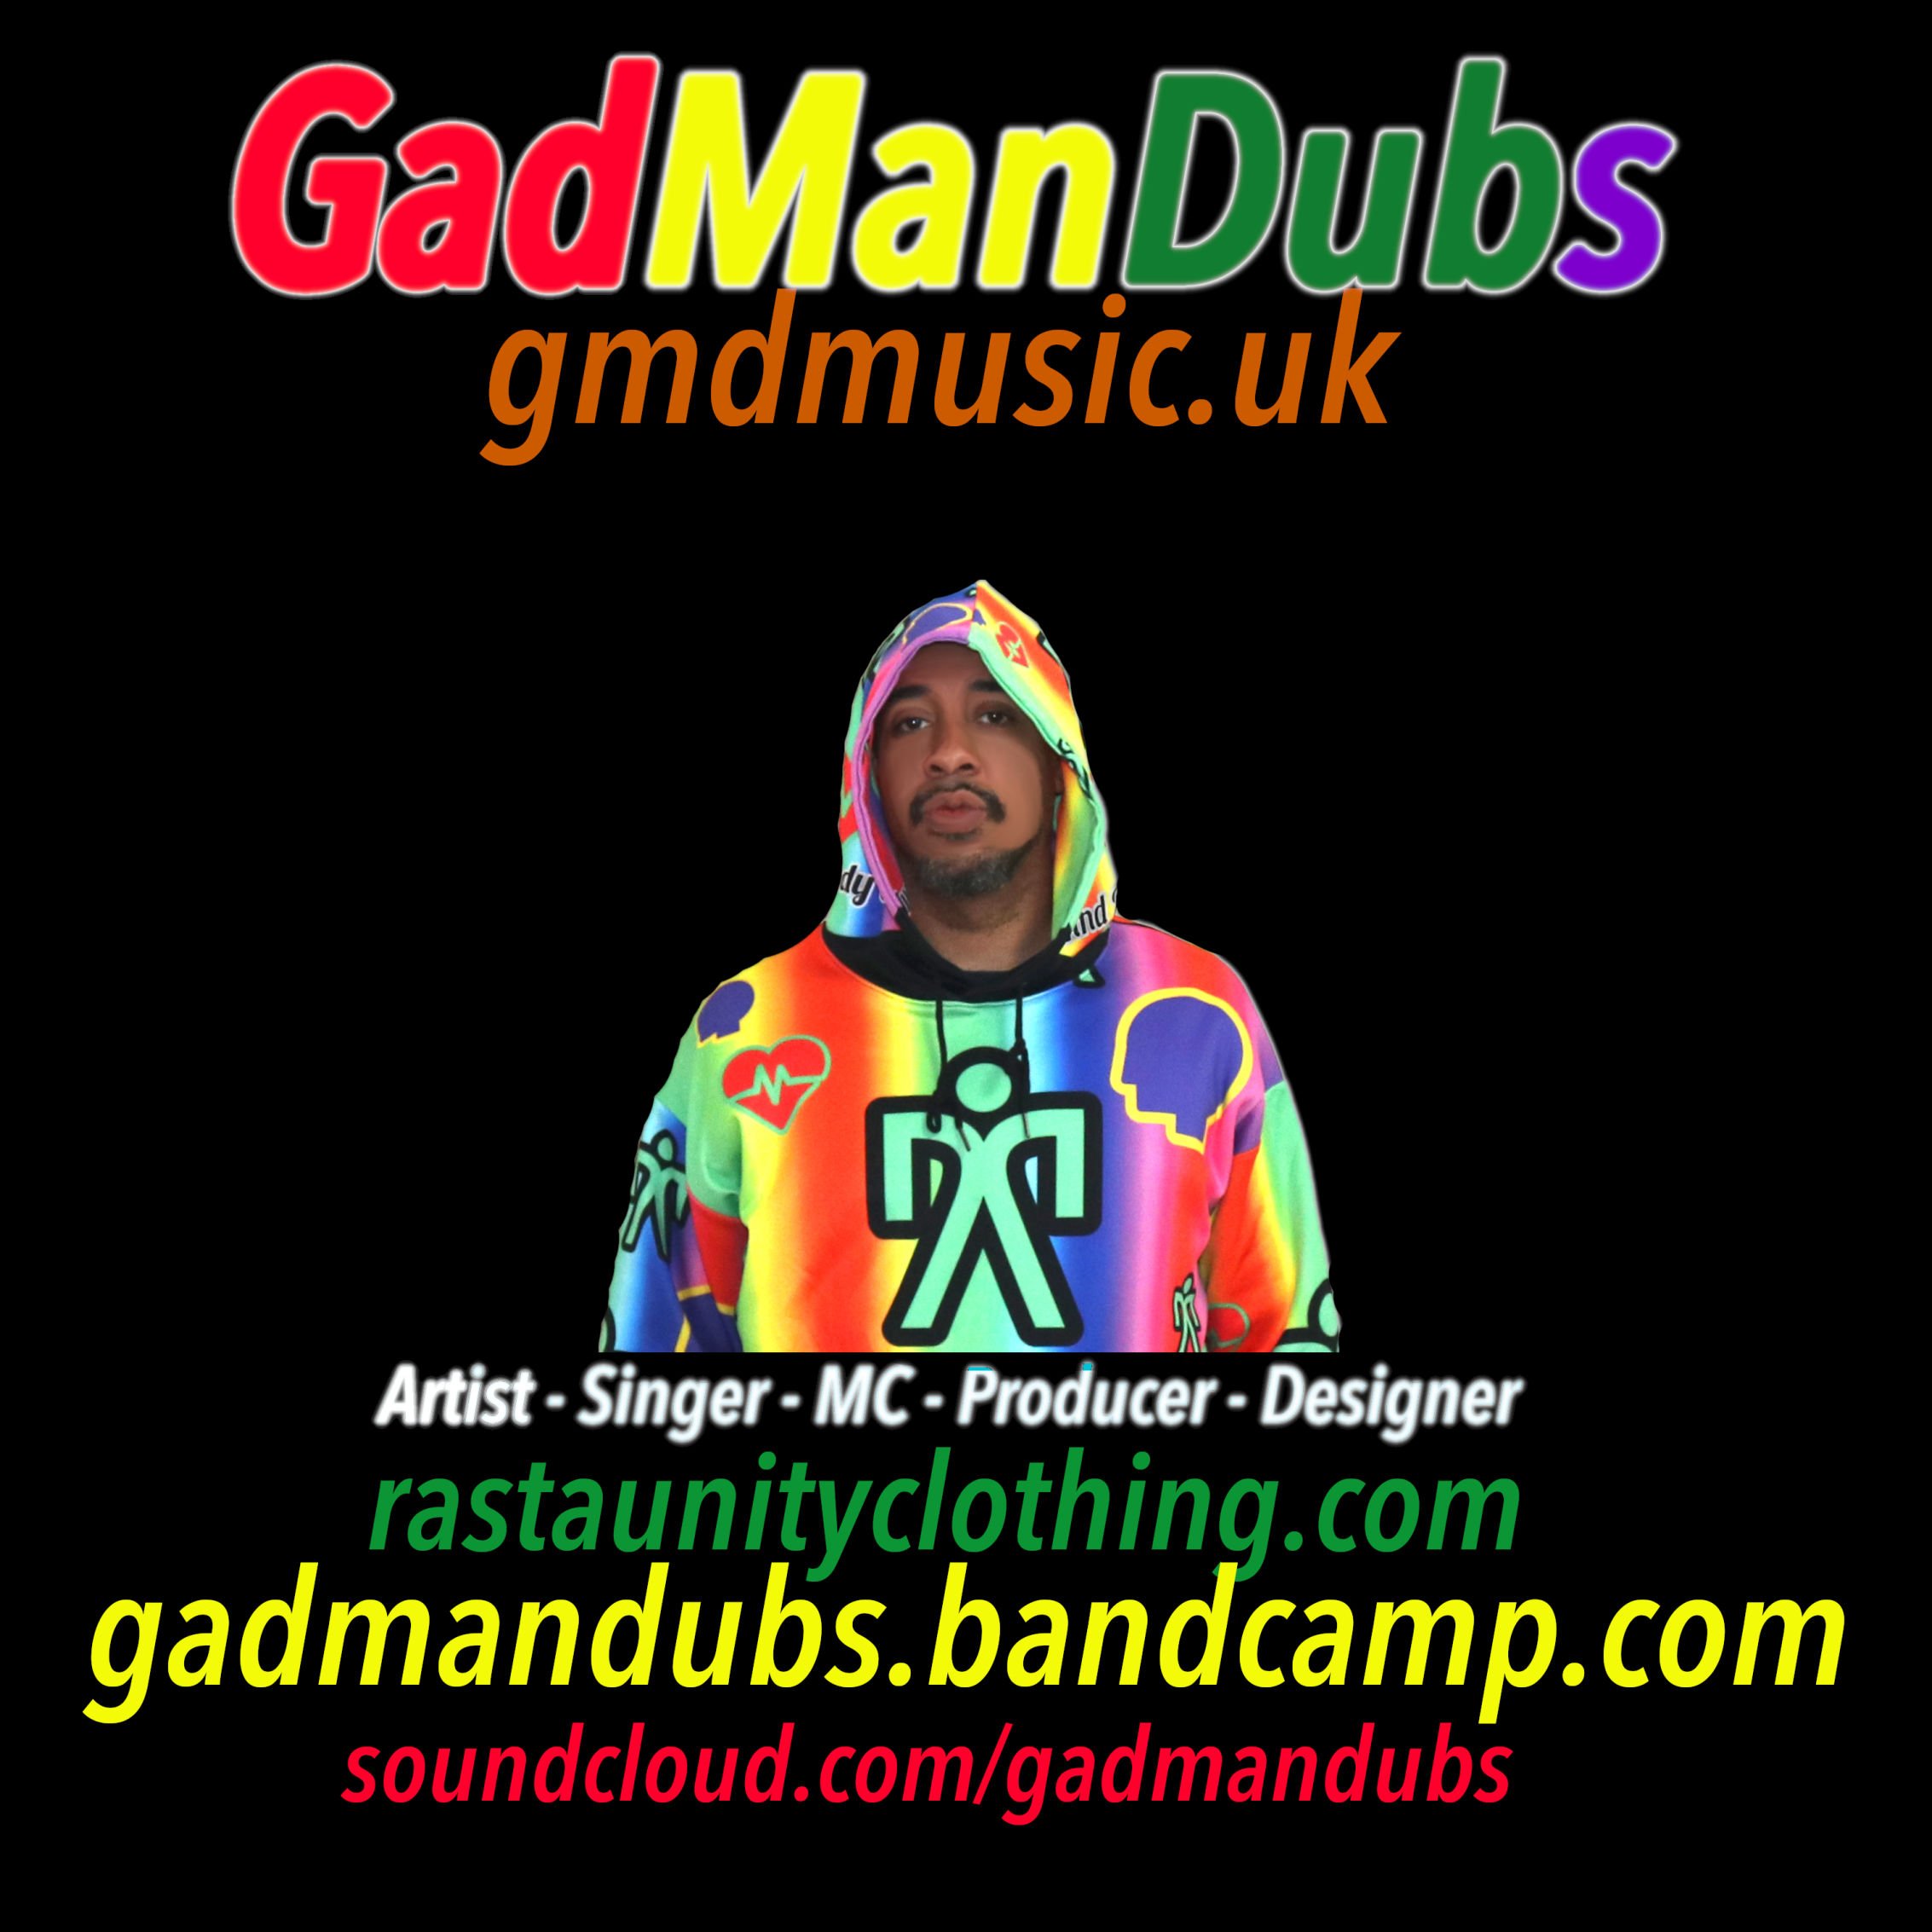 GadManDubs
gmdmusic.uk
Artist - Singer - MC - Producer - Designer
rastaunityclothing.com
gadmandubs.bandcamp.com
soundcloud.com/gadmandubs